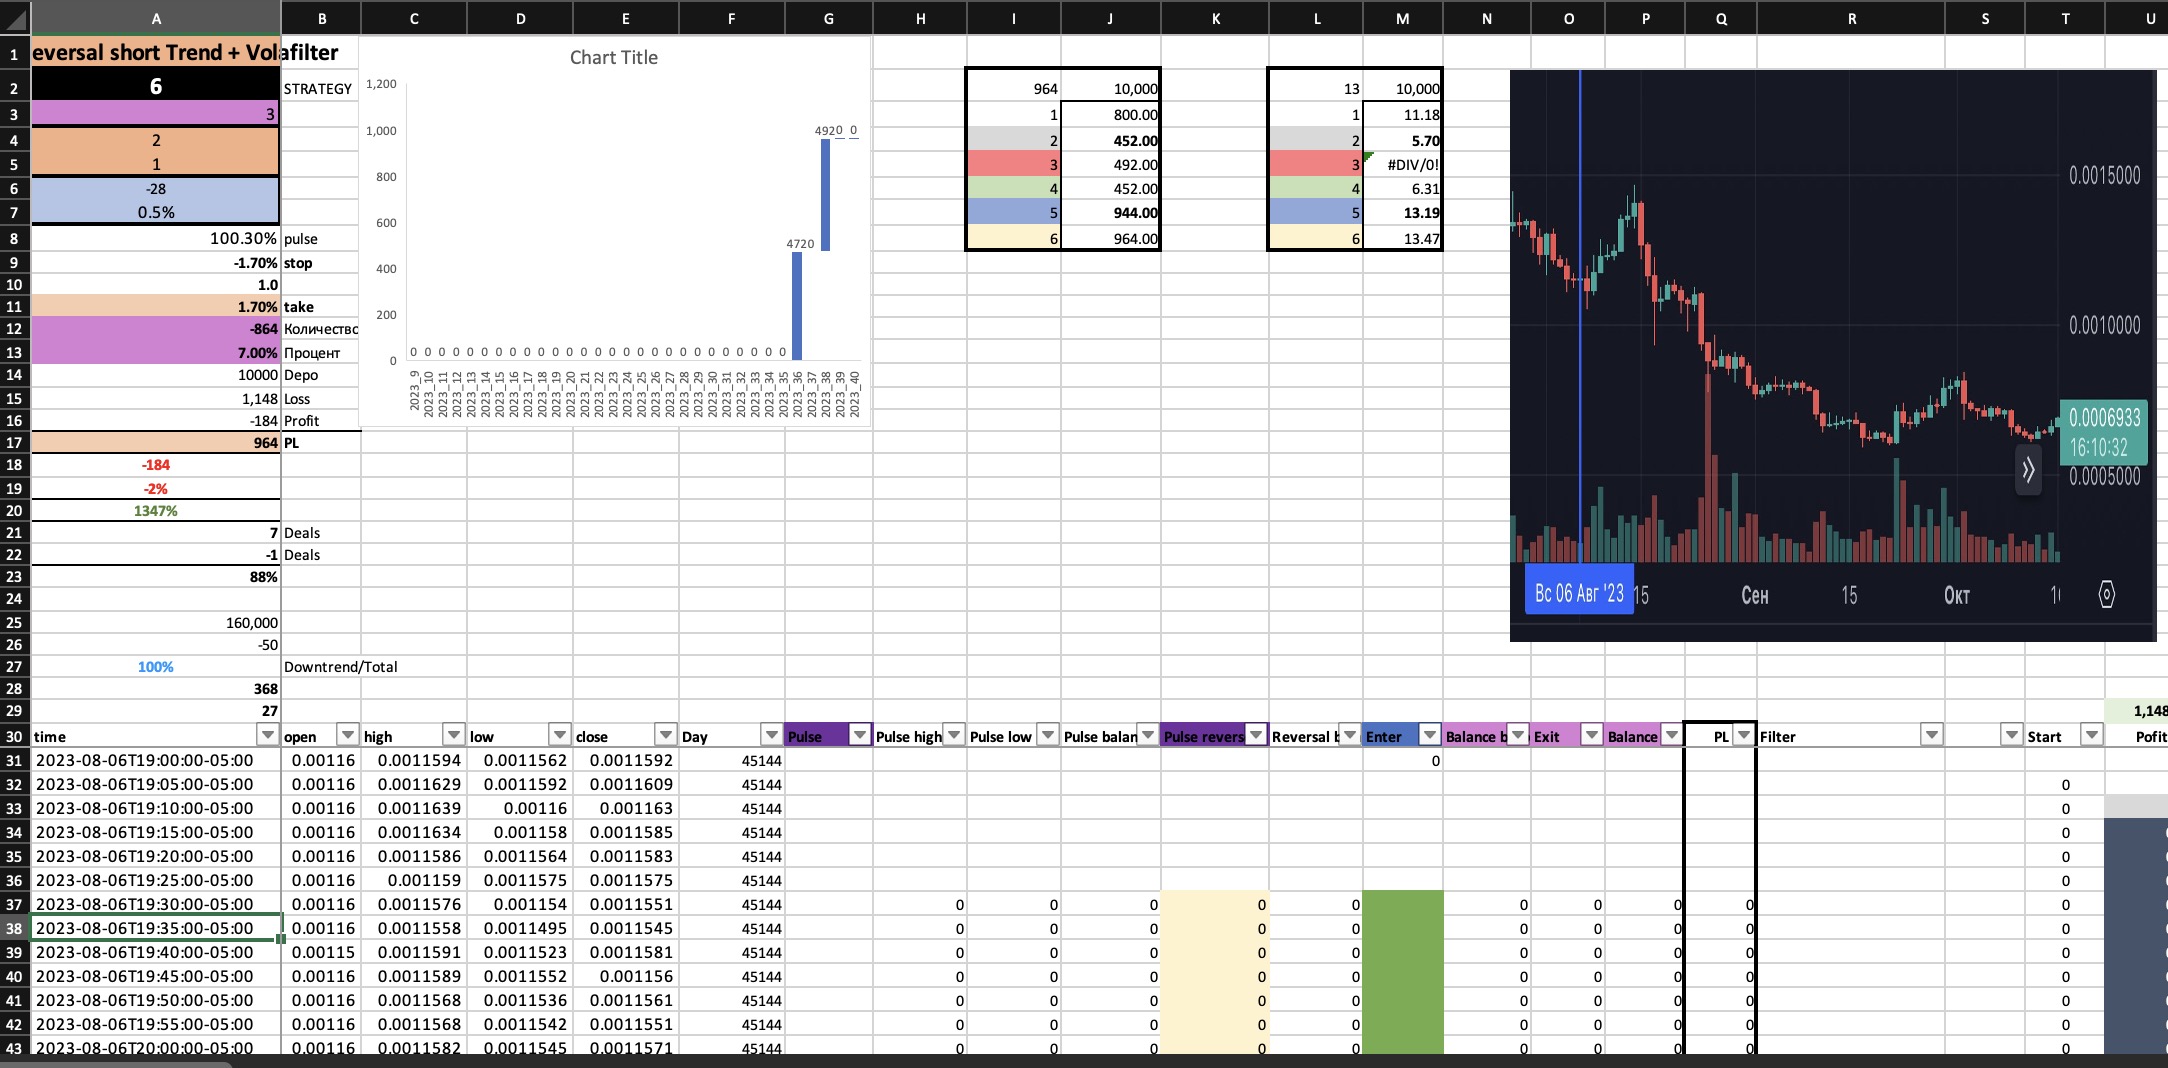 A B C D E F G H I J K L M N O P Q R S T U
1 eversal short Trend + Volafilter
2 6 STRATEGY 964 10,000 13 10,000
3 3 1 800.00 1 11.18
4 2 2 452.00 2 5.70
5 1 3 492.00 3 #DIV/0!
6 -28 4 452.00 4 6.31
7 0.5% 5 944.00 5 13.19
8 100.30% pulse 6 964.00 6 13.47
9 -1.70% stop
10 1.0
11 1.70% take
12 -864 Количество
13 7.00% Процент
14 10000 Depo
15 1,148 Loss
16 -184 Profit
17 964 PL
18 -184
19 -2%
20 1347%
21 7 Deals
22 -1 Deals
23 88%
24
25 160,000
26 -50
27 100% Downtrend/Total
28 368
29 27 1,148
Chart Title
1,200
1,000
800
600
400
200
0
0 0 0 0 0 0 0 0 0 0 0 0 0 0 0 0 0 0 0 0 0 0 0 0 0 0 0 4720 4920 0 0
2023_9 2023_10 2023_11 2023_12 2023_13 2023_14 2023_15 2023_16 2023_17 2023_18 2023_19 2023_20 2023_21 2023_22 2023_23 2023_24 2023_25 2023_26 2023_27 2023_28 2023_29 2023_30 2023_31 2023_32 2023_33 2023_34 2023_35 2023_36 2023_37 2023_38 2023_39 2023_40
0.0015000
0.0010000
0.0006933
16:10:32
0.0005000
Вс 06 Авг '23 15 Сен 15 Окт
30 time open high low close Day Pulse Pulse high Pulse low Pulse balan Pulse revers Reversal b Enter Balance b Exit Balance PL Filter Start Pofit
31 2023-08-06T19:00:00-05:00 0.00116 0.0011594 0.0011562 0.0011592 45144 0
32 2023-08-06T19:05:00-05:00 0.00116 0.0011629 0.0011592 0.0011609 45144 0
33 2023-08-06T19:10:00-05:00 0.00116 0.0011639 0.00116 0.001163 45144 0
34 2023-08-06T19:15:00-05:00 0.00116 0.0011634 0.001158 0.0011585 45144 0
35 2023-08-06T19:20:00-05:00 0.00116 0.0011586 0.0011564 0.0011583 45144 0
36 2023-08-06T19:25:00-05:00 0.00116 0.001159 0.0011575 0.0011575 45144 0
37 2023-08-06T19:30:00-05:00 0.00116 0.0011576 0.001154 0.0011551 45144 0 0 0 0 0 0 0 0 0 0
38 2023-08-06T19:35:00-05:00 0.00116 0.0011558 0.0011495 0.0011545 45144 0 0 0 0 0 0 0 0 0 0
39 2023-08-06T19:40:00-05:00 0.00115 0.0011591 0.0011523 0.0011581 45144 0 0 0 0 0 0 0 0 0 0
40 2023-08-06T19:45:00-05:00 0.00116 0.0011589 0.0011552 0.001156 45144 0 0 0 0 0 0 0 0 0 0
41 2023-08-06T19:50:00-05:00 0.00116 0.0011568 0.0011536 0.0011561 45144 0 0 0 0 0 0 0 0 0 0
42 2023-08-06T19:55:00-05:00 0.00116 0.0011568 0.0011542 0.0011551 45144 0 0 0 0 0 0 0 0 0 0
43 2023-08-06T20:00:00-05:00 0.00116 0.0011582 0.0011545 0.0011571 45144 0 0 0 0 0 0 0 0 0 0